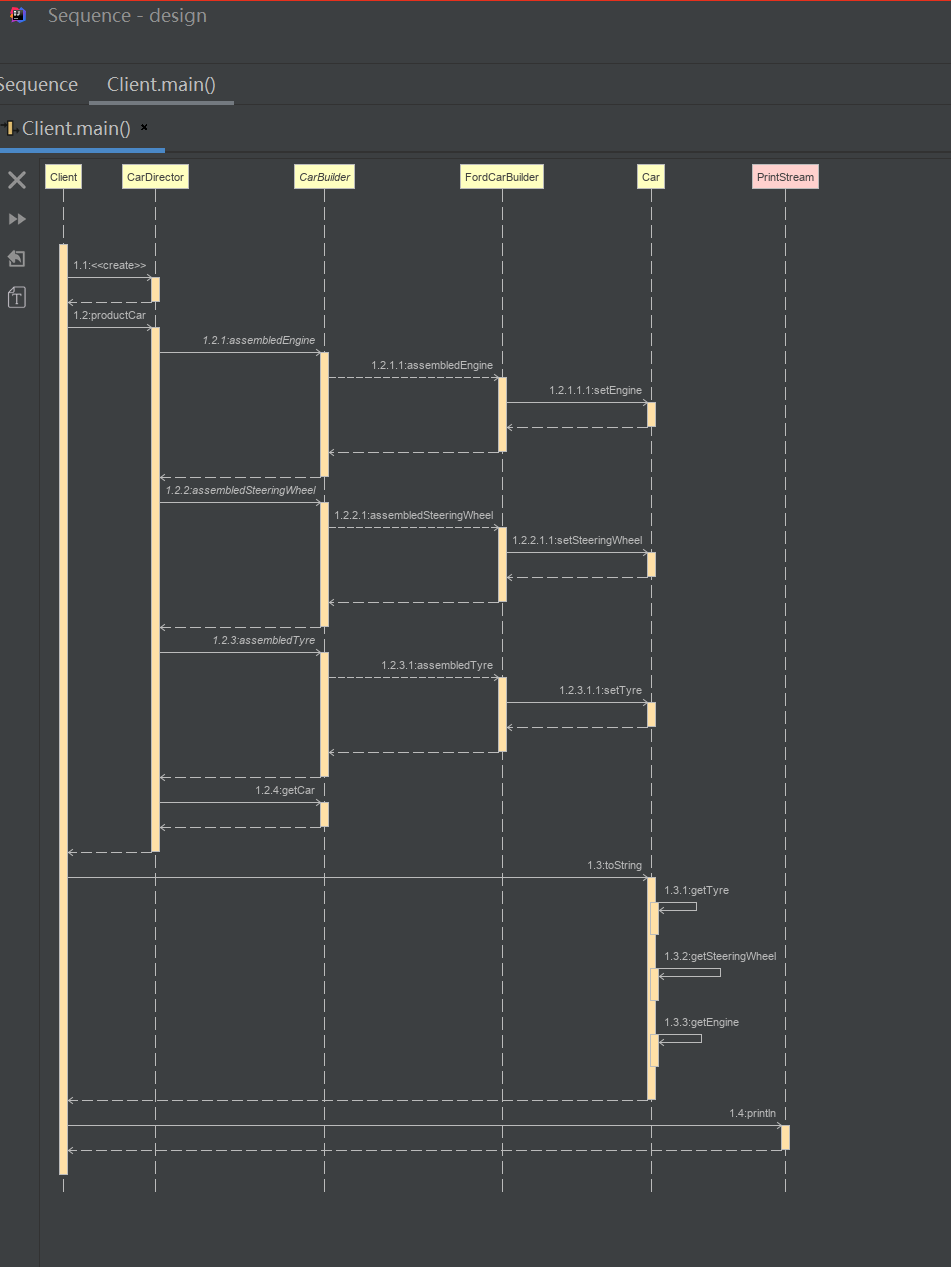 Sequence - design
Sequence Client.main()
Client.main() ×
Client CarDirector CarBuilder FordCarBuilder Car PrintStream
1.1:<<create>>
1.2:productCar
1.2.1:assembledEngine
1.2.1.1:assembledEngine
1.2.1.1.1:setEngine
1.2.2:assembledSteeringWheel
1.2.2.1:assembledSteeringWheel
1.2.2.1.1:setSteeringWheel
1.2.3:assembledTyre
1.2.3.1:assembledTyre
1.2.3.1.1:setTyre
1.2.4:getCar
1.3:toString
1.3.1:getTyre
1.3.2:getSteeringWheel
1.3.3:getEngine
1.4:println